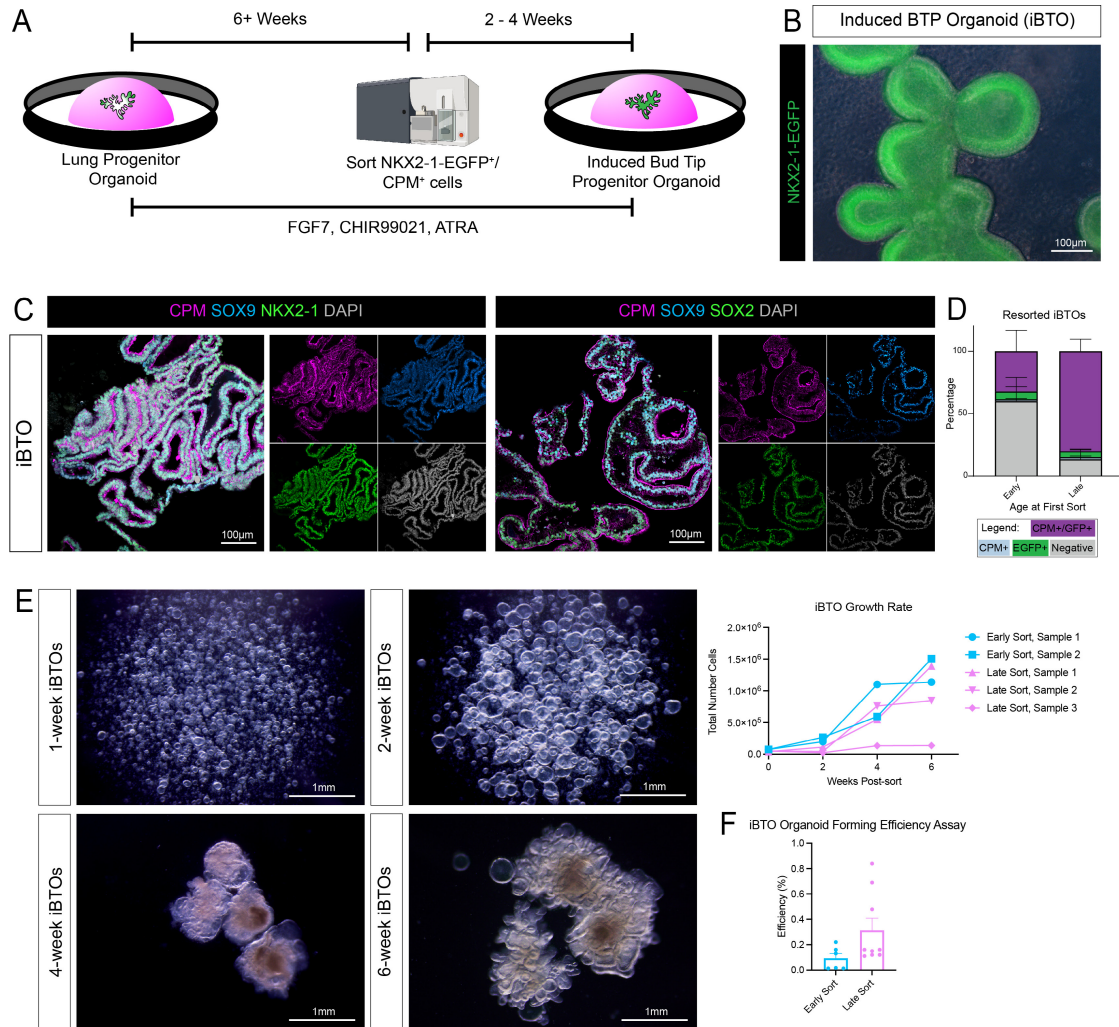 A
6+ Weeks
2 - 4 Weeks
Lung Progenitor
Organoid
Sort NKX2-1-EGFP⁺/
CPM⁺ cells
Induced Bud Tip
Progenitor Organoid
FGF7, CHIR99021, ATRA
B
Induced BTP Organoid (iBTO)
NKX2-1-EGFP
100μm
C
CPM SOX9 NKX2-1 DAPI
CPM SOX9 SOX2 DAPI
iBTO
100μm
100μm
D
Resorted iBTOs
Percentage
100
50
0
Early
Late
Age at First Sort
Legend:
CPM+/GFP+
CPM+
EGFP+
Negative
E
1-week iBTOs
1mm
2-week iBTOs
1mm
4-week iBTOs
1mm
6-week iBTOs
1mm
iBTO Growth Rate
Total Number Cells
2.0×10⁶
1.5×10⁶
1.0×10⁶
5.0×10⁵
0.0
0
2
4
6
Weeks Post-sort
Early Sort, Sample 1
Early Sort, Sample 2
Late Sort, Sample 1
Late Sort, Sample 2
Late Sort, Sample 3
F
iBTO Organoid Forming Efficiency Assay
Efficiency (%)
1.0
0.8
0.6
0.4
0.2
0.0
Early Sort
Late Sort